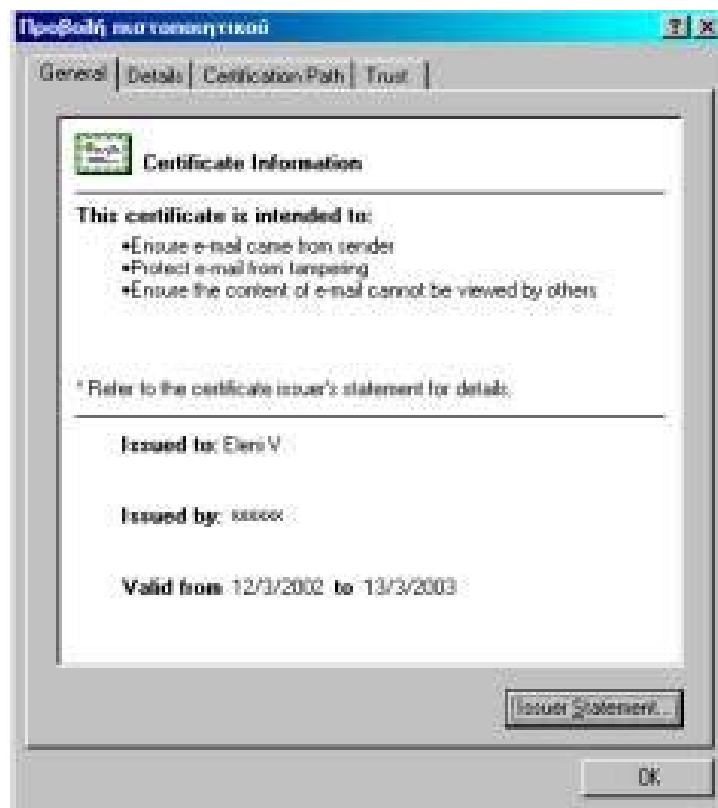 Προβολή πιστοποιητικού
General Details Certification Path Trust
Certificate Information
This certificate is intended to:
•Ensure e-mail came from sender
•Protect e-mail from tampering
•Ensure the content of e-mail cannot be viewed by others
* Refer to the certificate issuer's statement for details.
Issued to: Eleni V
Issued by:
Valid from 12/3/2002 to 13/3/2003
Issuer Statement...
OK